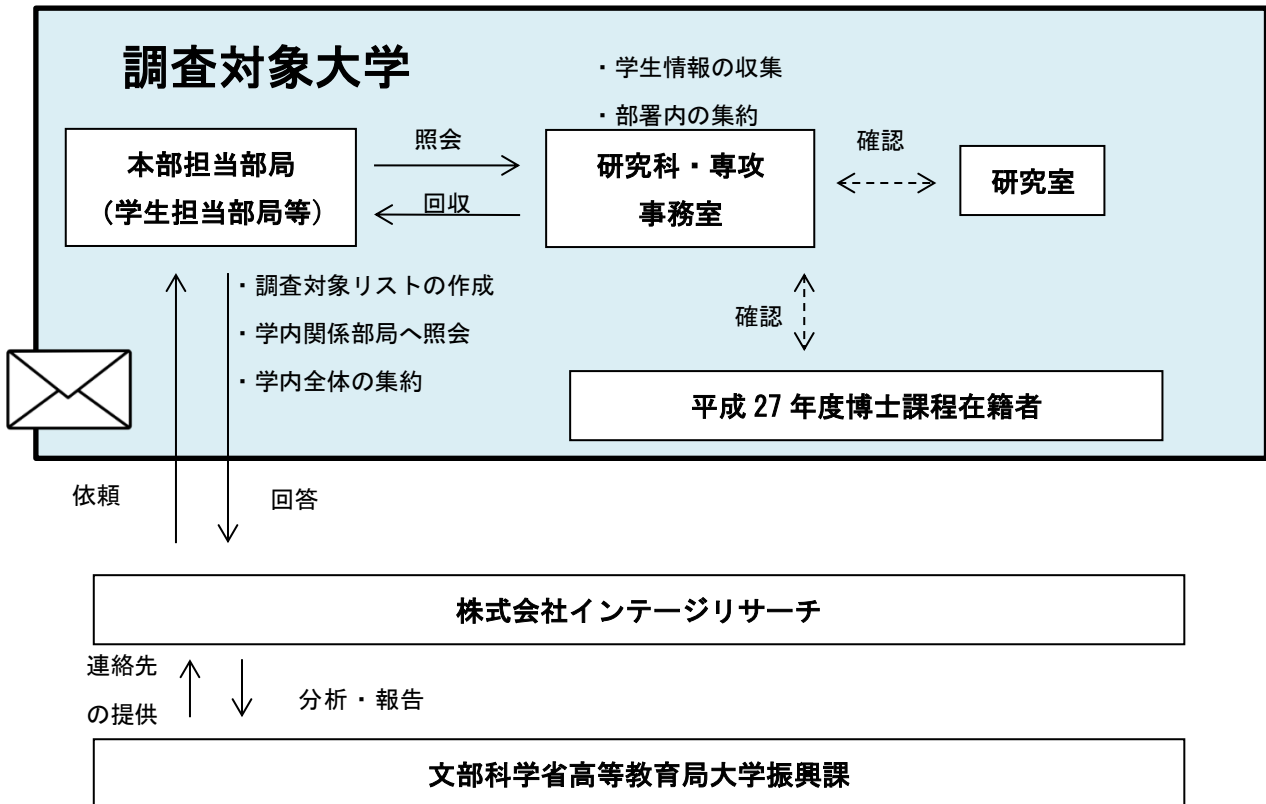 調査対象大学
・学生情報の収集
・部署内の集約
本部担当部局
(学生担当部局等)
照会
回収
研究科・専攻
事務室
確認
研究室
・調査対象リストの作成
・学内関係部局へ照会
・学内全体の集約
確認
平成 27 年度博士課程在籍者
依頼
回答
株式会社インテージリサーチ
連絡先
の提供
分析・報告
文部科学省高等教育局大学振興課